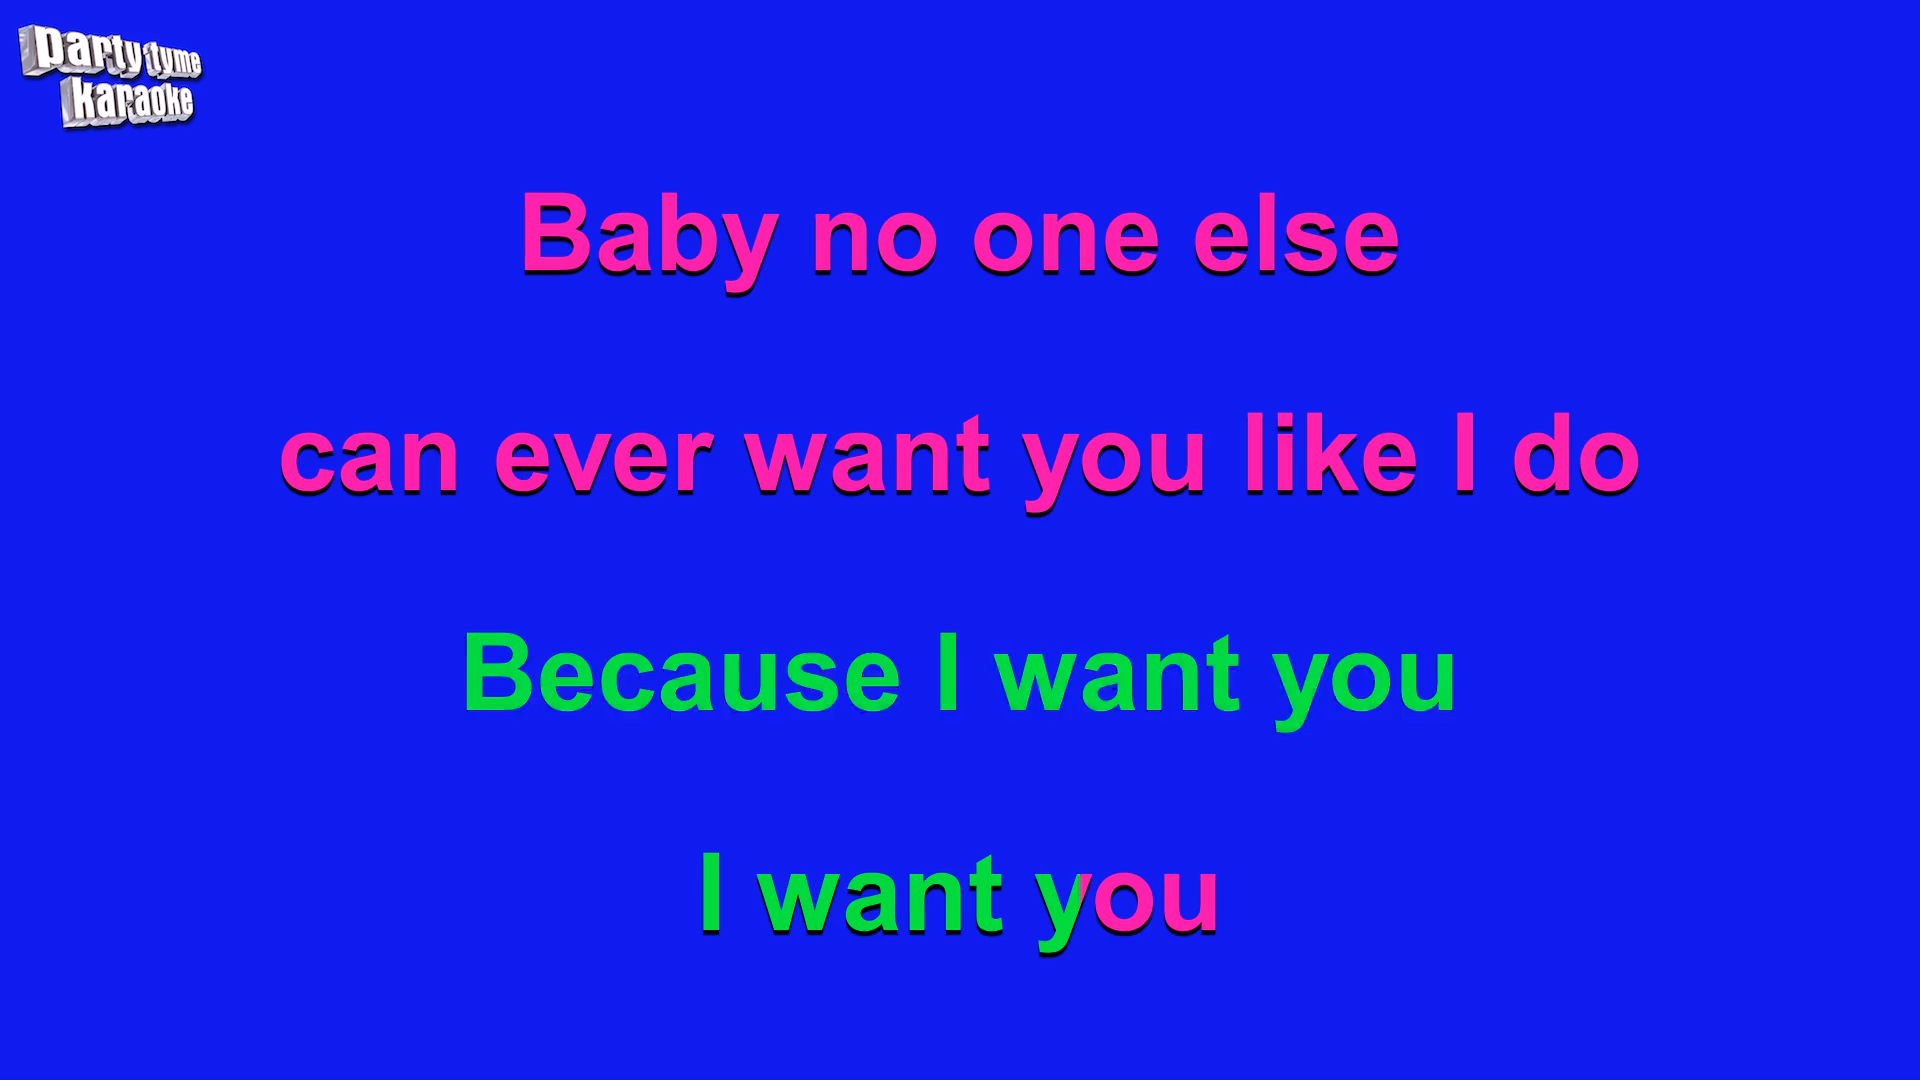 party tyme
karaoke
Baby no one else
can ever want you like I do
Because I want you
I want you